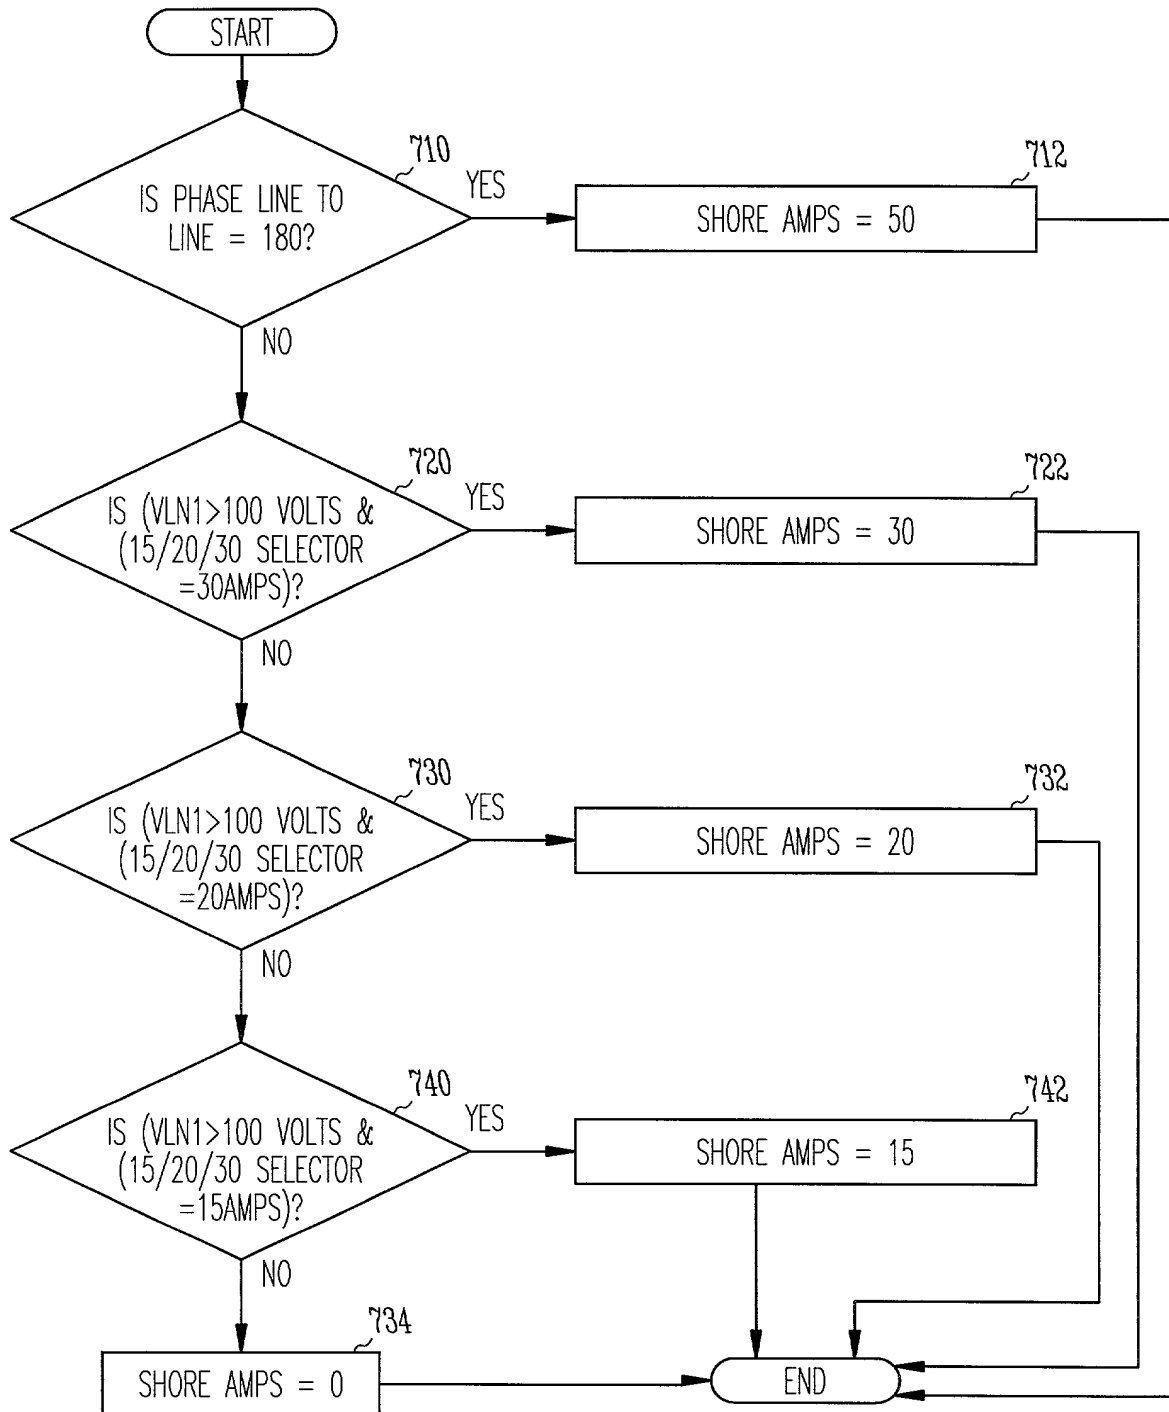 START
710
IS PHASE LINE TO
LINE = 180?
YES
712
SHORE AMPS = 50
NO
720
IS (VLN1>100 VOLTS &
(15/20/30 SELECTOR
=30AMPS)?
YES
722
SHORE AMPS = 30
NO
730
IS (VLN1>100 VOLTS &
(15/20/30 SELECTOR
=20AMPS)?
YES
732
SHORE AMPS = 20
NO
740
IS (VLN1>100 VOLTS &
(15/20/30 SELECTOR
=15AMPS)?
YES
742
SHORE AMPS = 15
NO
734
SHORE AMPS = 0
END